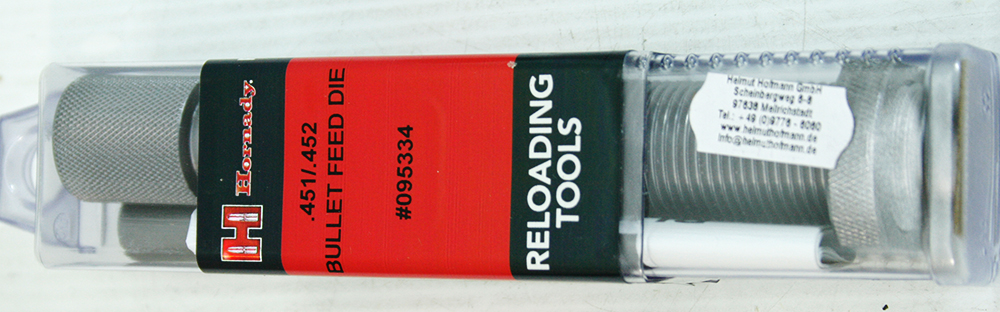 Hornady
.451/.452
BULLET FEED DIE
#095334
RELOADING
TOOLS
Helmut Hofmann GmbH
Scheinbergweg 6-8
97638 Mellrichstadt
Tel.: +49 (0)9776 - 6060
www.helmuthofmann.de
info@helmuthofmann.de